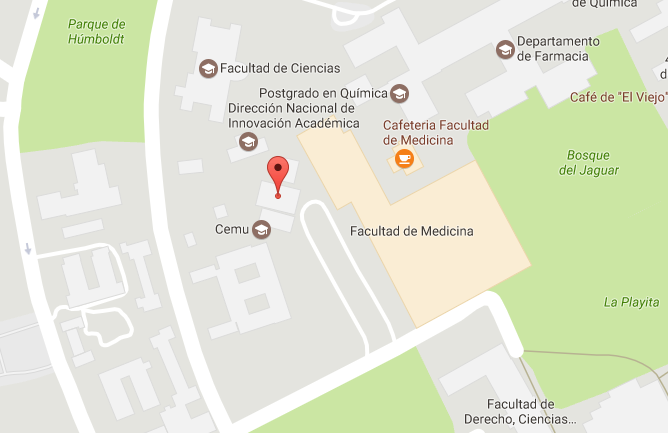 de Química
Parque de
Húmboldt
Departamento
de Farmacia
Facultad de Ciencias
Postgrado en Química
Café de "El Viejo"
Dirección Nacional de
Innovación Académica
Cafeteria Facultad
de Medicina
Bosque
del Jaguar
Cemu
Facultad de Medicina
La Playita
Facultad de
Derecho, Ciencias...